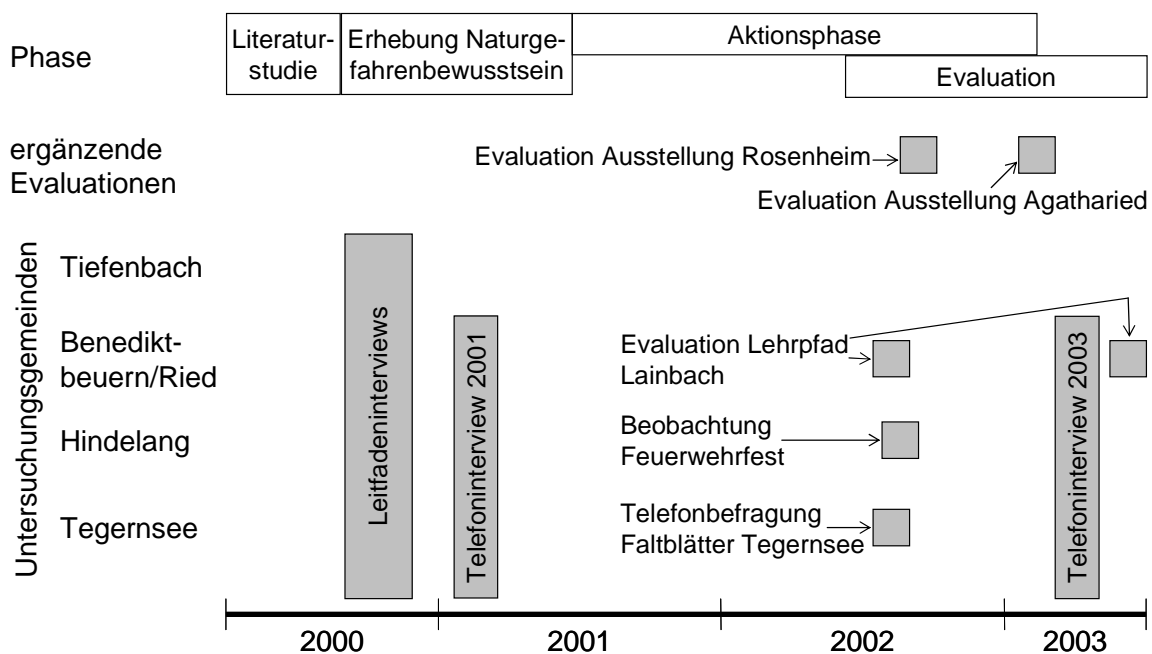 Phase
Literatur-
studie
Erhebung Naturge-
fahrenbewusstsein
Aktionsphase
Evaluation
ergänzende
Evaluationen
Evaluation Ausstellung Rosenheim
Evaluation Ausstellung Agatharied
Untersuchungsgemeinden
Tiefenbach
Benedikt-
beuern/Ried
Hindelang
Tegernsee
Leitfadeninterviews
Telefoninterview 2001
Evaluation Lehrpfad
Lainbach
Beobachtung
Feuerwehrfest
Telefonbefragung
Faltblätter Tegernsee
Telefoninterview 2003
2000
2001
2002
2003